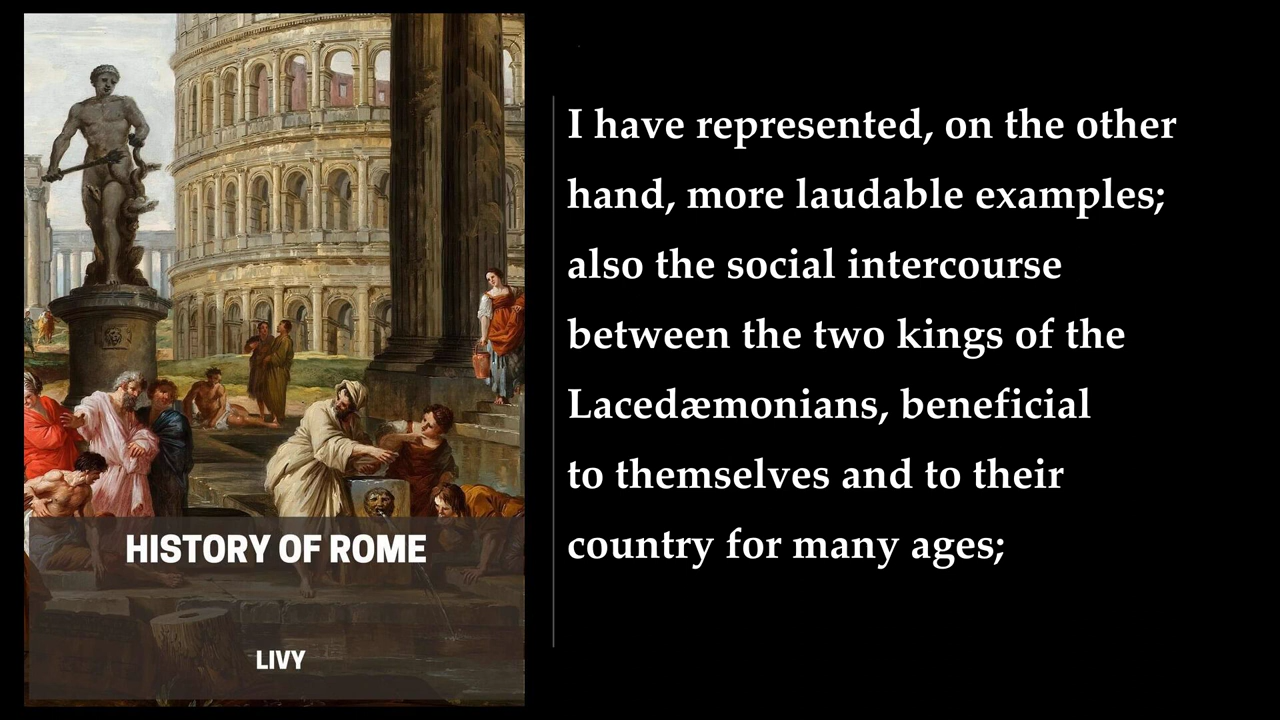 HISTORY OF ROME
LIVY
I have represented, on the other
hand, more laudable examples;
also the social intercourse
between the two kings of the
Lacedæmonians, beneficial
to themselves and to their
country for many ages;